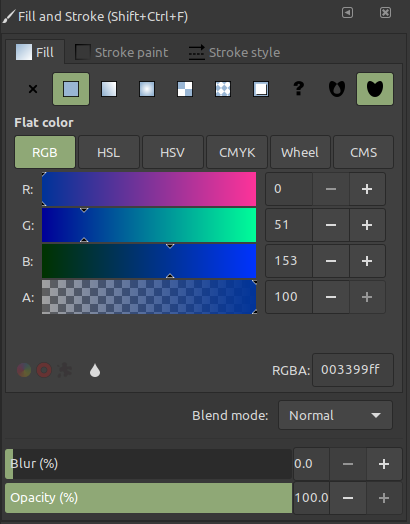 Fill and Stroke (Shift+Ctrl+F)
Fill Stroke paint Stroke style
?
Flat color
RGB HSL HSV CMYK Wheel CMS
R: 0 − +
G: 51 − +
B: 153 − +
A: 100 − +
RGBA: 003399ff
Blend mode: Normal
Blur (%) 0.0 − +
Opacity (%) 100.0 − +